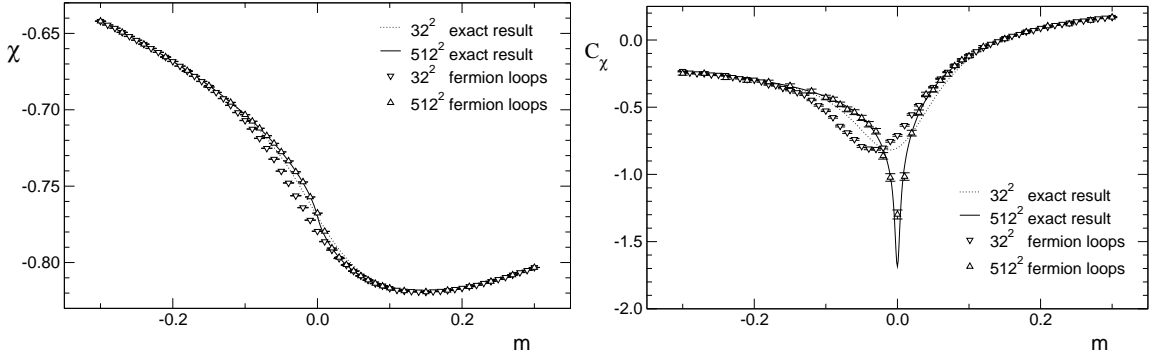 χ
-0.65
-0.70
-0.75
-0.80
32² exact result
512² exact result
32² fermion loops
512² fermion loops
-0.2 0.0 0.2
m
C_χ
0.0
-0.5
-1.0
-1.5
-2.0
32² exact result
512² exact result
32² fermion loops
512² fermion loops
-0.2 0.0 0.2
m